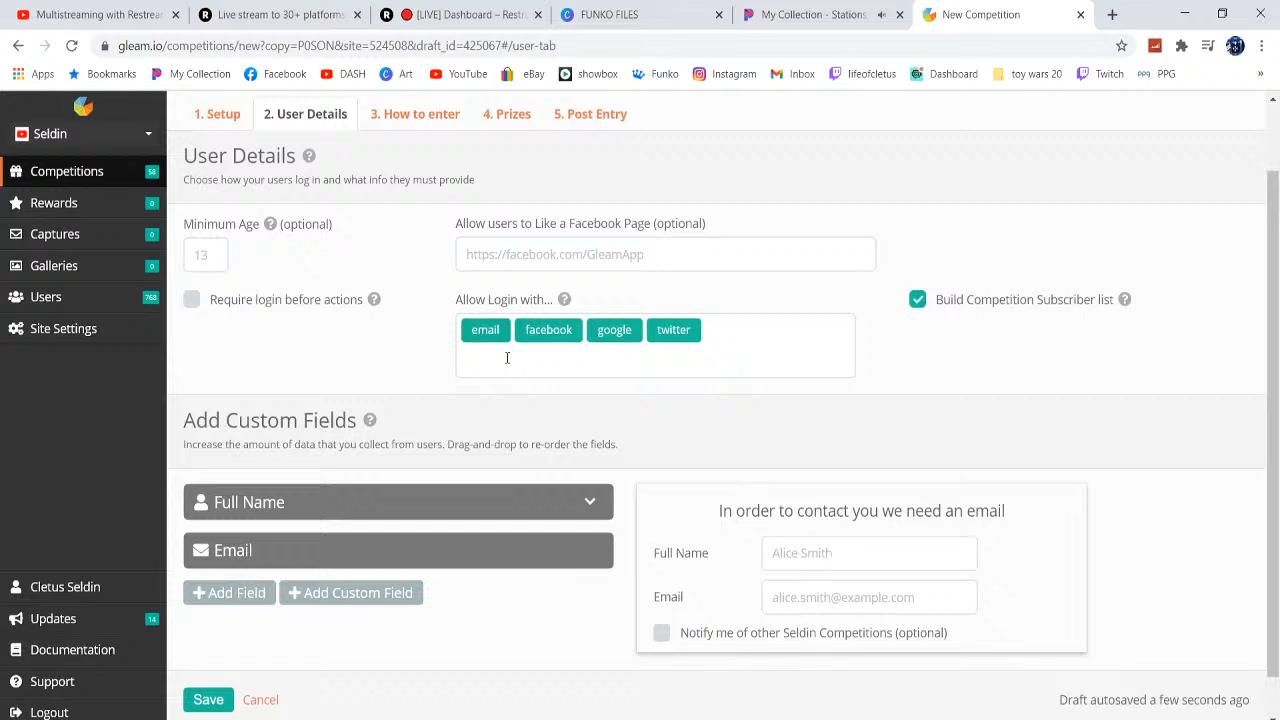 Multistreaming with Restrea
Live stream to 30+ platforms
[LIVE] Dashboard - Restre
FUNKO FILES
My Collection - Stations,
New Competition
gleam.io/competitions/new?copy=P0SON&site=524508&draft_id=425067#/user-tab
Apps
Bookmarks
My Collection
Facebook
DASH
Art
YouTube
eBay
showbox
Funko
Instagram
Inbox
lifeofcletus
Dashboard
toy wars 20
Twitch
PPG
Seldin
Competitions 58
Rewards 0
Captures 0
Galleries 0
Users 768
Site Settings
Cletus Seldin
Updates 14
Documentation
Support
Logout
1. Setup
2. User Details
3. How to enter
4. Prizes
5. Post Entry
User Details
Choose how your users log in and what info they must provide
Minimum Age (optional)
13
Allow users to Like a Facebook Page (optional)
https://facebook.com/GleamApp
Require login before actions
Allow Login with...
email facebook google twitter
Build Competition Subscriber list
Add Custom Fields
Increase the amount of data that you collect from users. Drag-and-drop to re-order the fields.
Full Name
Email
+ Add Field
+ Add Custom Field
In order to contact you we need an email
Full Name
Alice Smith
Email
alice.smith@example.com
Notify me of other Seldin Competitions (optional)
Save
Cancel
Draft autosaved a few seconds ago